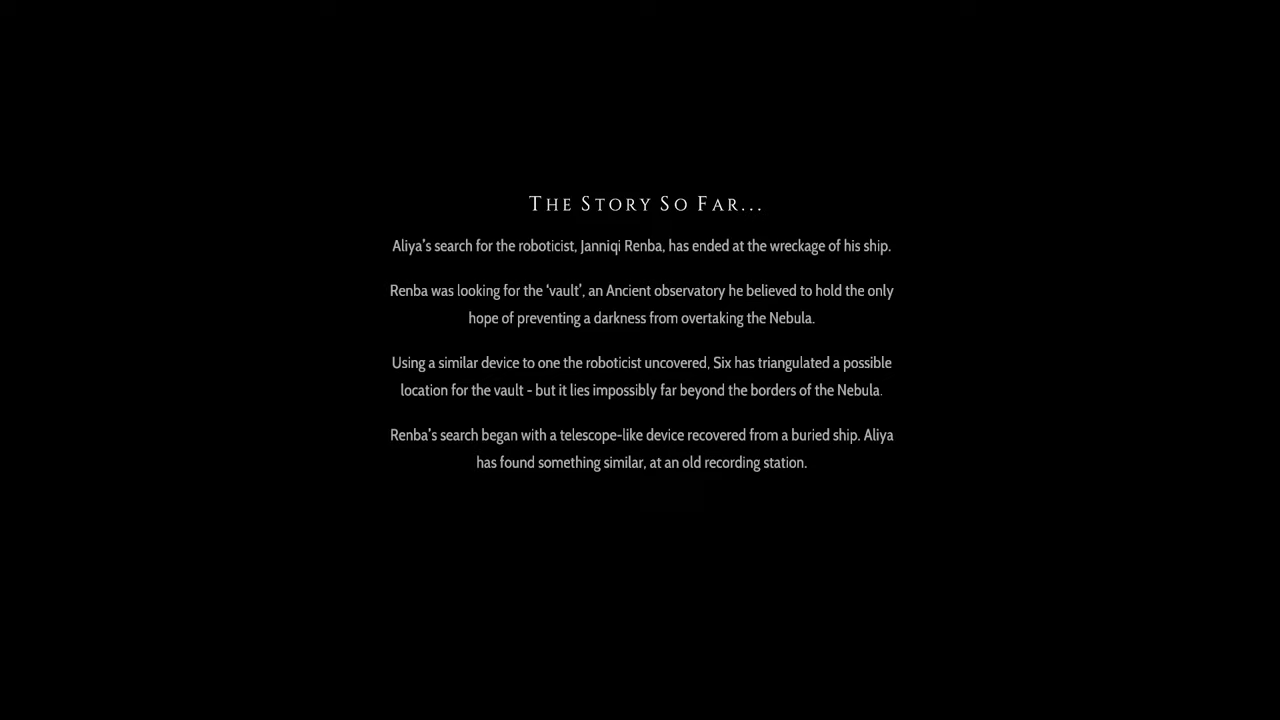 The Story So Far...
Aliya's search for the roboticist, Janniqi Renba, has ended at the wreckage of his ship.
Renba was looking for the 'vault', an Ancient observatory he believed to hold the only
hope of preventing a darkness from overtaking the Nebula.
Using a similar device to one the roboticist uncovered, Six has triangulated a possible
location for the vault - but it lies impossibly far beyond the borders of the Nebula.
Renba's search began with a telescope-like device recovered from a buried ship. Aliya
has found something similar, at an old recording station.